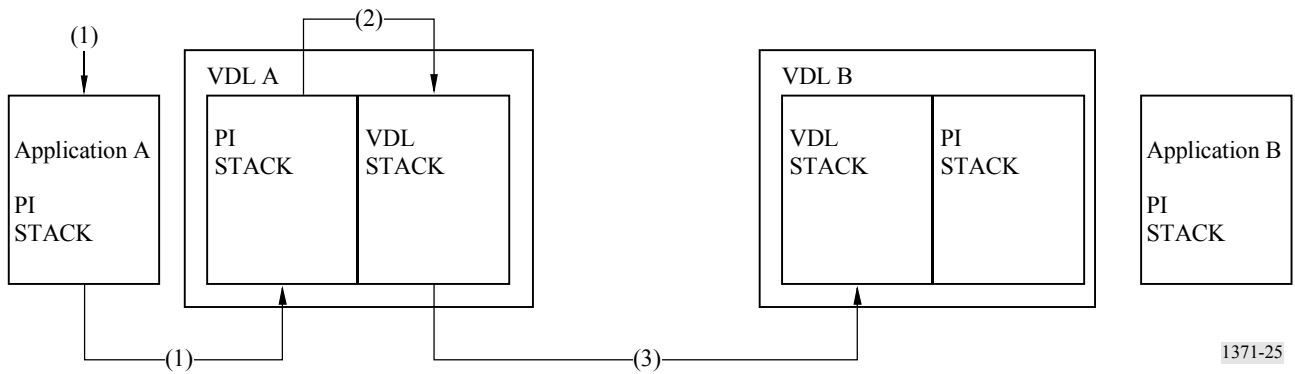 (2)
(1)
VDL A
VDL B
Application A
PI
STACK
PI
STACK
VDL
STACK
VDL
STACK
PI
STACK
Application B
PI
STACK
(1)
(3)
1371-25